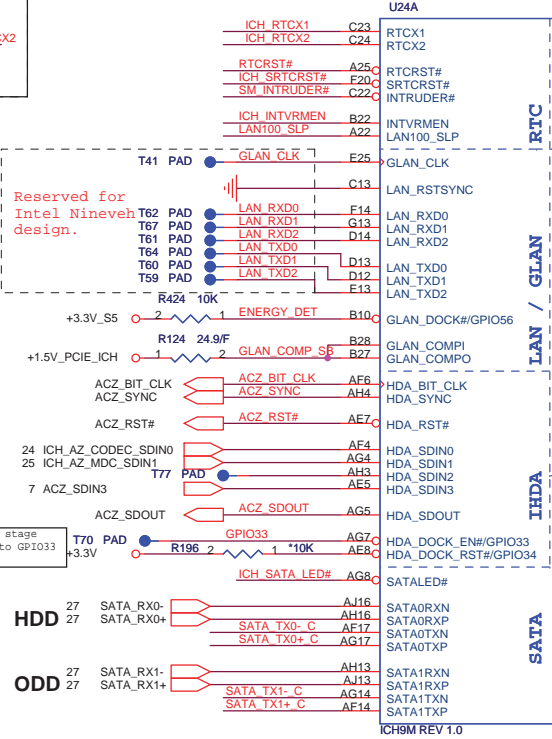 U24A
ICH_RTCX1 C23 RTCX1
X2 ICH_RTCX2 C24 RTCX2
RTCRST# A25 RTCRST#
ICH_SRTCRST# F20 SRTCRST#
SM_INTRUDER# C22 INTRUDER#
RTC
ICH_INTVRMEN B22 INTVRMEN
LAN100_SLP A22 LAN100_SLP
T41 PAD GLAN_CLK E25 GLAN_CLK
C13 LAN_RSTSYNC
Reserved for
Intel Nineveh
design.
T62 PAD LAN_RXD0 F14 LAN_RXD0
T67 PAD LAN_RXD1 G13 LAN_RXD1
T61 PAD LAN_RXD2 D14 LAN_RXD2
T64 PAD LAN_TXD0 D13 LAN_TXD0
T60 PAD LAN_TXD1 D12 LAN_TXD1
T59 PAD LAN_TXD2 E13 LAN_TXD2
LAN / GLAN
R424 10K
+3.3V_S5 2 1 ENERGY_DET B10 GLAN_DOCK#/GPIO56
R124 24.9/F
B28 GLAN_COMPI
+1.5V_PCIE_ICH 1 2 GLAN_COMP_SB B27 GLAN_COMPO
ACZ_BIT_CLK ACZ_BIT_CLK AF6 HDA_BIT_CLK
ACZ_SYNC ACZ_SYNC AH4 HDA_SYNC
ACZ_RST# ACZ_RST# AE7 HDA_RST#
24 ICH_AZ_CODEC_SDIN0 AF4 HDA_SDIN0
25 ICH_AZ_MDC_SDIN1 AG4 HDA_SDIN1
T77 PAD AH3 HDA_SDIN2
7 ACZ_SDIN3 AE5 HDA_SDIN3
IHDA
ACZ_SDOUT ACZ_SDOUT AG5 HDA_SDOUT
stage
to GPIO33
T70 PAD GPIO33 AG7 HDA_DOCK_EN#/GPIO33
+3.3V R196 2 1 *10K AE8 HDA_DOCK_RST#/GPIO34
ICH_SATA_LED# AG8 SATALED#
HDD
27 SATA_RX0- AJ16 SATA0RXN
27 SATA_RX0+ AH16 SATA0RXP
SATA_TX0-_C AF17 SATA0TXN
SATA_TX0+_C AG17 SATA0TXP
SATA
ODD
27 SATA_RX1- AH13 SATA1RXN
27 SATA_RX1+ AJ13 SATA1RXP
SATA_TX1-_C AG14 SATA1TXN
SATA_TX1+_C AF14 SATA1TXP
ICH9M REV 1.0